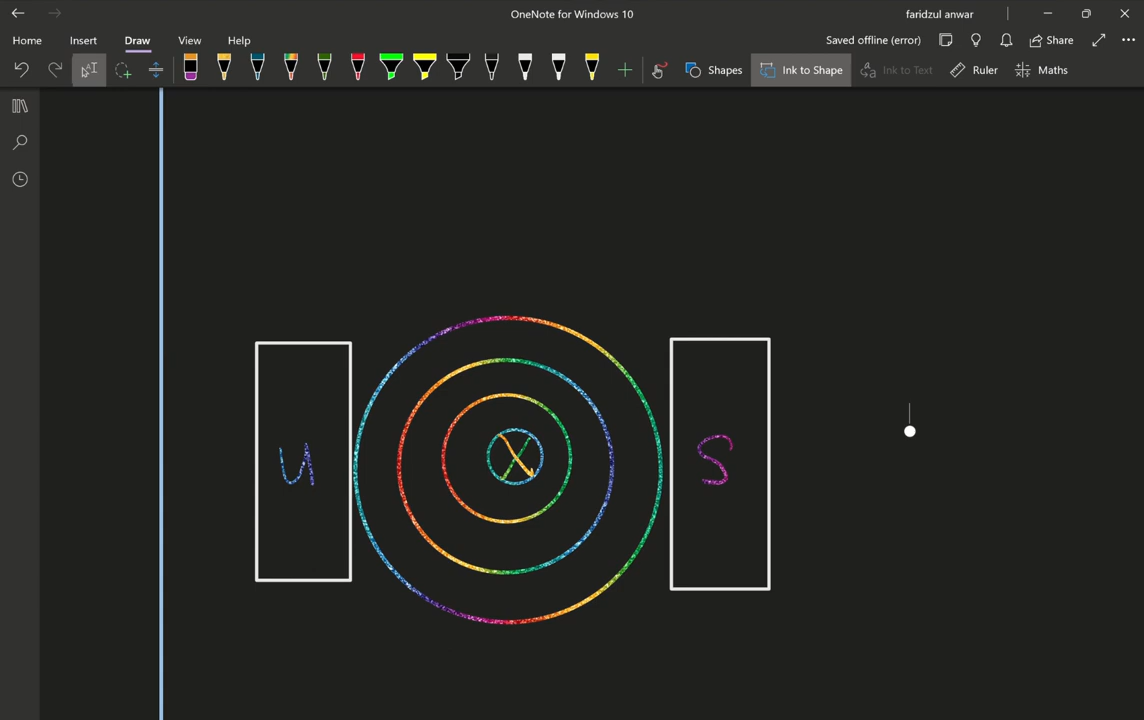 OneNote for Windows 10
faridzul anwar
Home Insert Draw View Help
Saved offline (error) Share
Ink to Shape Ink to Text Ruler Maths
Shapes
U
S